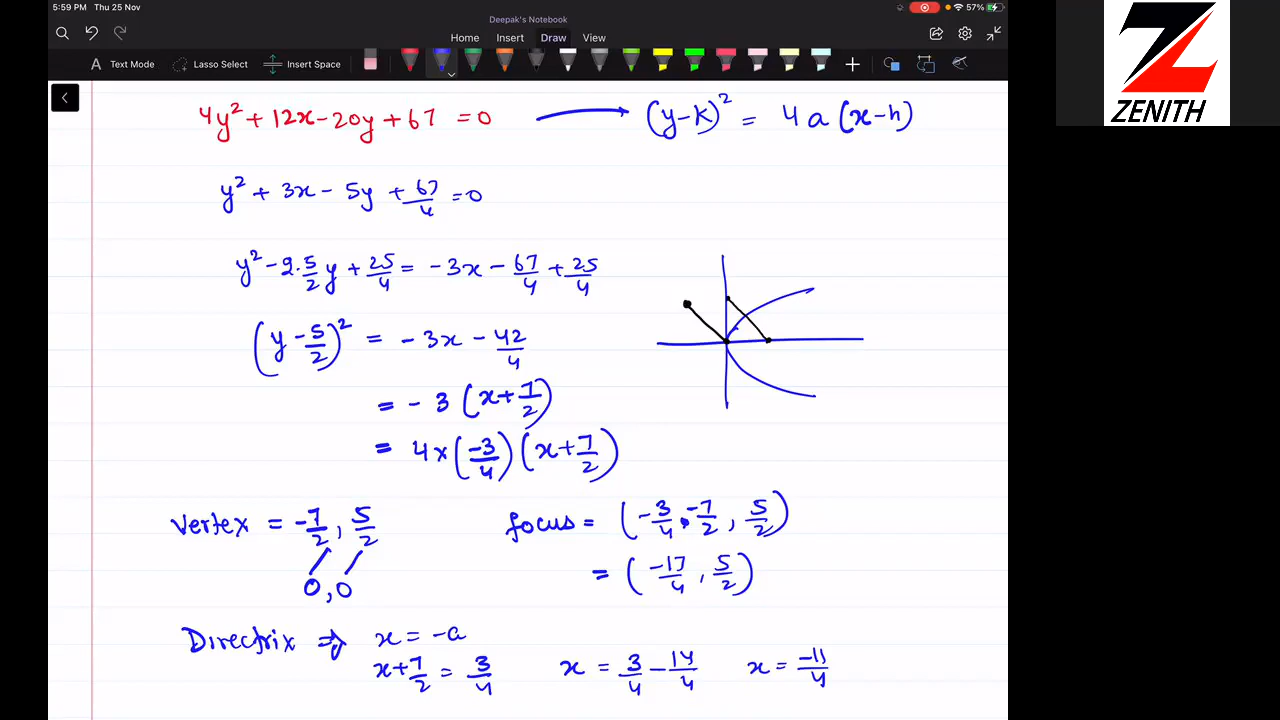 5:59 PM Thu 25 Nov
57%
Deepak's Notebook
Home Insert Draw View
Text Mode Lasso Select Insert Space
ZENITH
4y² + 12x - 20y + 67 = 0 → (y-k)² = 4a(x-h)
y² + 3x - 5y + 67/4 = 0
y² - 2·5/2y + 25/4 = -3x - 67/4 + 25/4
(y - 5/2)² = -3x - 42/4
= -3(x + 7/2)
= 4×(-3/4)(x + 7/2)
Vertex = -7/2, 5/2 focus = (-3/4 - 7/2, 5/2)
0,0 = (-17/4, 5/2)
Directrix ⇒ x = -a
x + 7/2 = 3/4 x = 3/4 - 14/4 x = -11/4